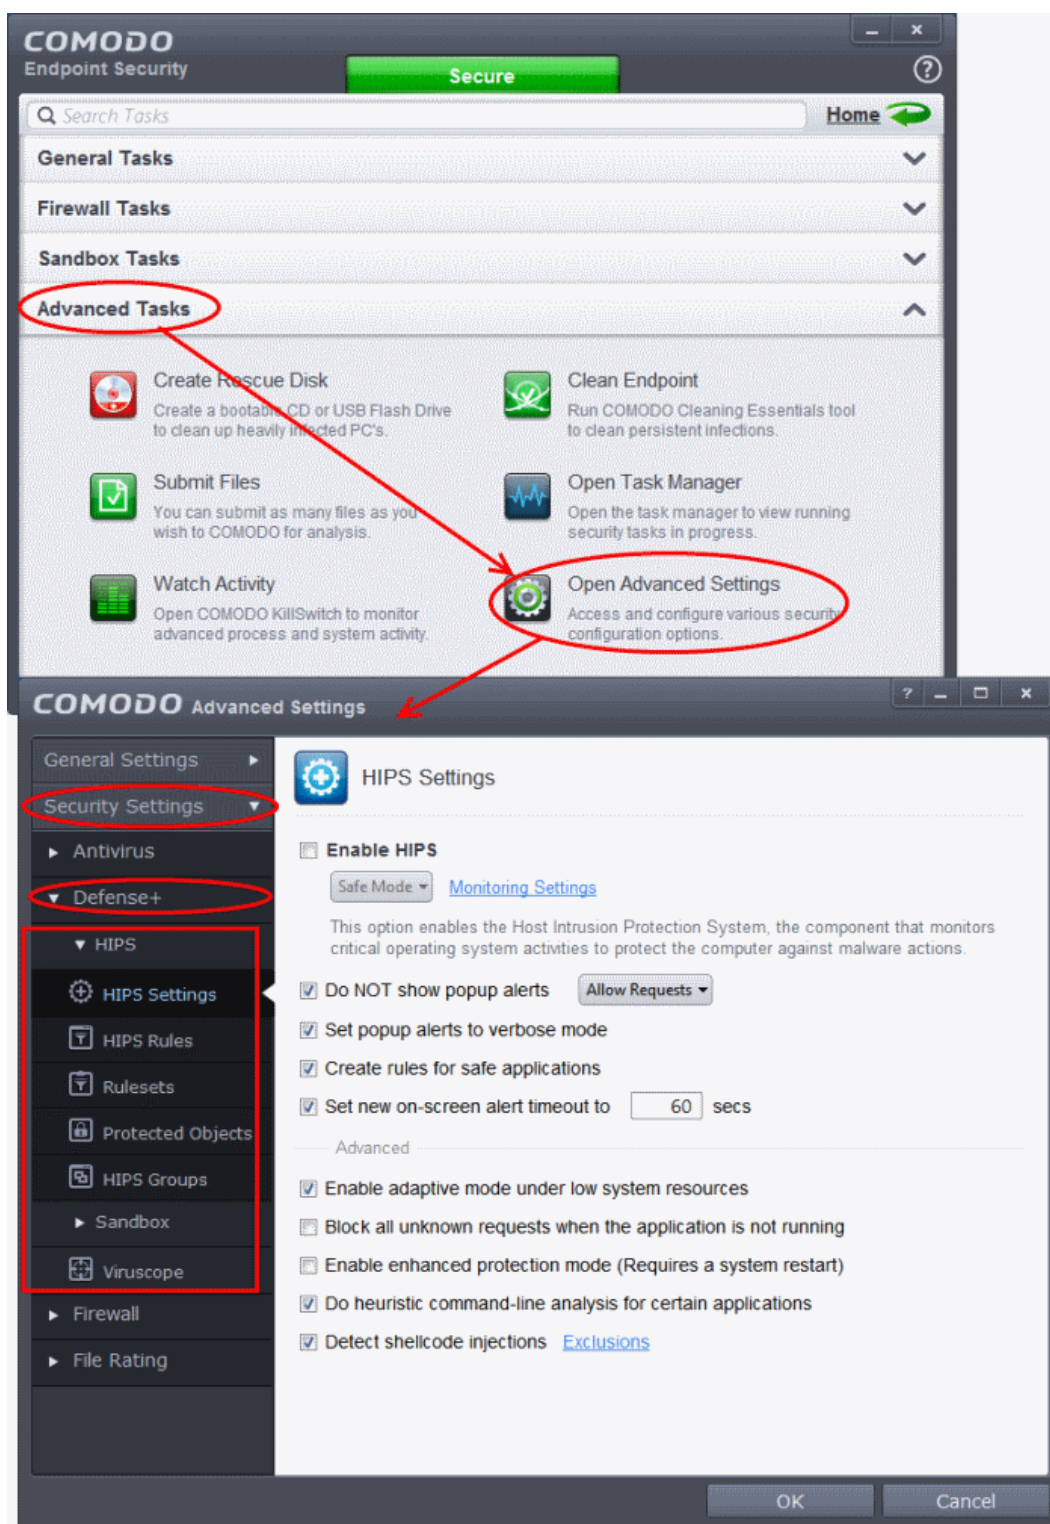 COMODO
Endpoint Security
Secure
?
Search Tasks
Home
General Tasks
Firewall Tasks
Sandbox Tasks
Advanced Tasks
Create Rescue Disk
Create a bootable CD or USB Flash Drive
to clean up heavily infected PC's.
Clean Endpoint
Run COMODO Cleaning Essentials tool
to clean persistent infections.
Submit Files
You can submit as many files as you
wish to COMODO for analysis.
Open Task Manager
Open the task manager to view running
security tasks in progress.
Watch Activity
Open COMODO KillSwitch to monitor
advanced process and system activity.
Open Advanced Settings
Access and configure various security
configuration options.
COMODO Advanced Settings
?
General Settings
Security Settings
Antivirus
Defense+
HIPS
HIPS Settings
HIPS Rules
Rulesets
Protected Objects
HIPS Groups
Sandbox
Viruscope
Firewall
File Rating
HIPS Settings
Enable HIPS
Safe Mode Monitoring Settings
This option enables the Host Intrusion Protection System, the component that monitors
critical operating system activities to protect the computer against malware actions.
Do NOT show popup alerts Allow Requests
Set popup alerts to verbose mode
Create rules for safe applications
Set new on-screen alert timeout to 60 secs
Advanced
Enable adaptive mode under low system resources
Block all unknown requests when the application is not running
Enable enhanced protection mode (Requires a system restart)
Do heuristic command-line analysis for certain applications
Detect shellcode injections Exclusions
OK
Cancel